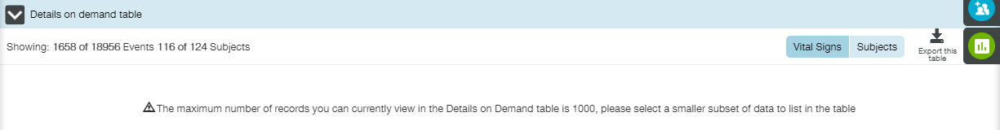 Details on demand table
Showing: 1658 of 18956 Events 116 of 124 Subjects
Vital Signs
Subjects
Export this
table
The maximum number of records you can currently view in the Details on Demand table is 1000, please select a smaller subset of data to list in the table